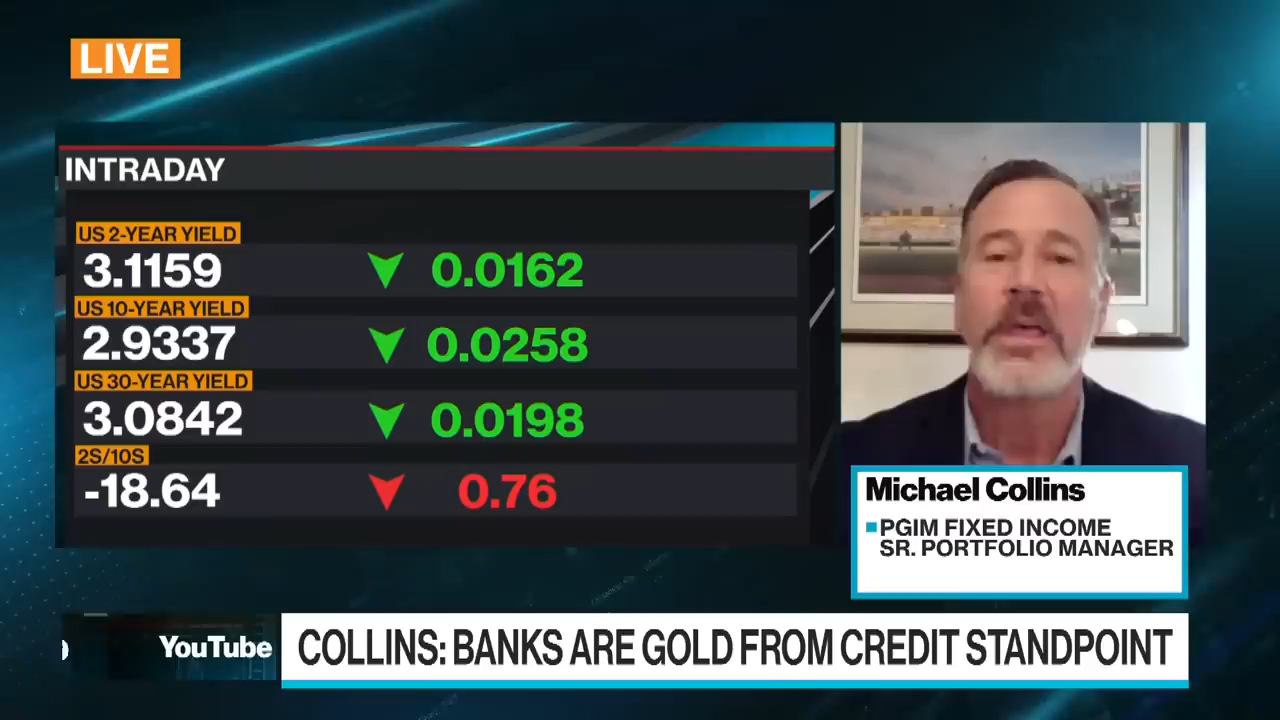 LIVE
INTRADAY
US 2-YEAR YIELD
3.1159 0.0162
US 10-YEAR YIELD
2.9337 0.0258
US 30-YEAR YIELD
3.0842 0.0198
2S/10S
-18.64 0.76
Michael Collins
PGIM FIXED INCOME
SR. PORTFOLIO MANAGER
YouTube
COLLINS: BANKS ARE GOLD FROM CREDIT STANDPOINT